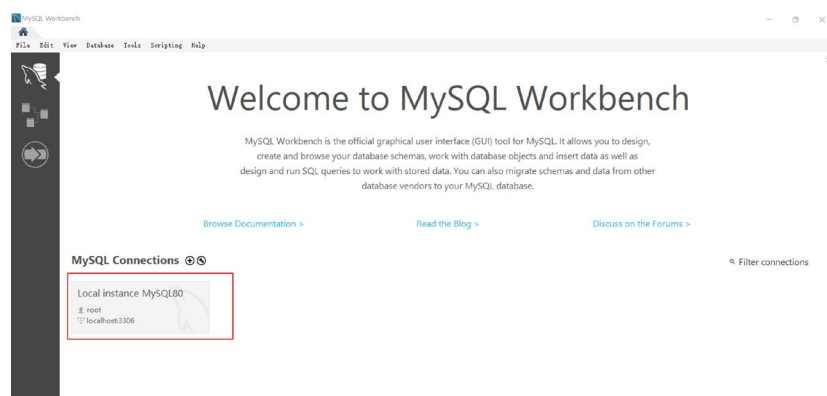 MySQL Workbench
File Edit View Database Tools Scripting Help
Welcome to MySQL Workbench
MySQL Workbench is the official graphical user interface (GUI) tool for MySQL. It allows you to design,
create and browse your database schemas, work with database objects and insert data as well as
design and run SQL queries to work with stored data. You can also migrate schemas and data from other
database vendors to your MySQL database.
Browse Documentation > Read the Blog > Discuss on the Forums >
MySQL Connections Filter connections
Local instance MySQL80
root
localhost:3306